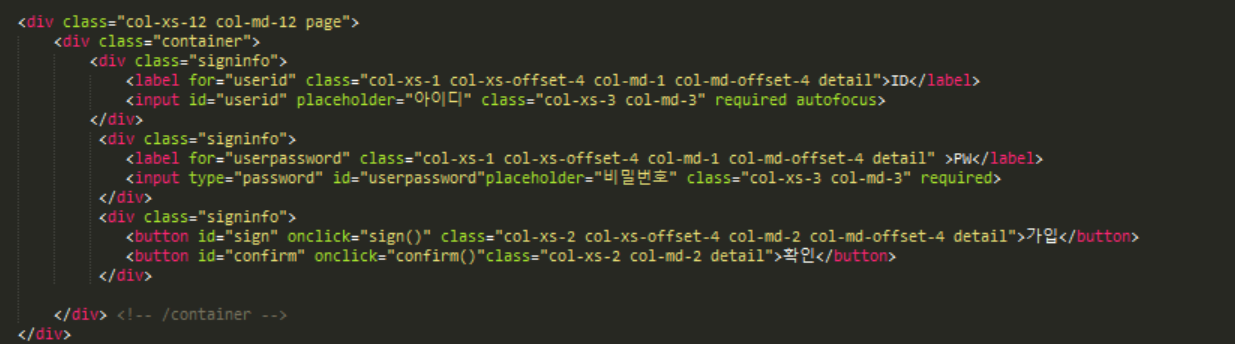 <div class="col-xs-12 col-md-12 page">
<div class="container">
<div class="signinfo">
<label for="userid" class="col-xs-1 col-xs-offset-4 col-md-1 col-md-offset-4 detail">ID</label>
<input id="userid" placeholder="아이디" class="col-xs-3 col-md-3" required autofocus>
</div>
<div class="signinfo">
<label for="userpassword" class="col-xs-1 col-xs-offset-4 col-md-1 col-md-offset-4 detail" >PW</label>
<input type="password" id="userpassword"placeholder="비밀번호" class="col-xs-3 col-md-3" required>
</div>
<div class="signinfo">
<button id="sign" onclick="sign()" class="col-xs-2 col-xs-offset-4 col-md-2 col-md-offset-4 detail">가입</button>
<button id="confirm" onclick="confirm()"class="col-xs-2 col-md-2 detail">확인</button>
</div>
</div> <!-- /container -->
</div>